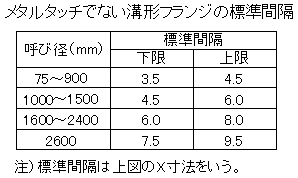 メタルタッチでない溝形フランジの標準間隔
呼び径(mm) 標準間隔
下限 上限
75～900 3.5 4.5
1000～1500 4.5 6.0
1600～2400 6.0 8.0
2600 7.5 9.5
注) 標準間隔は上図のX寸法をいう。